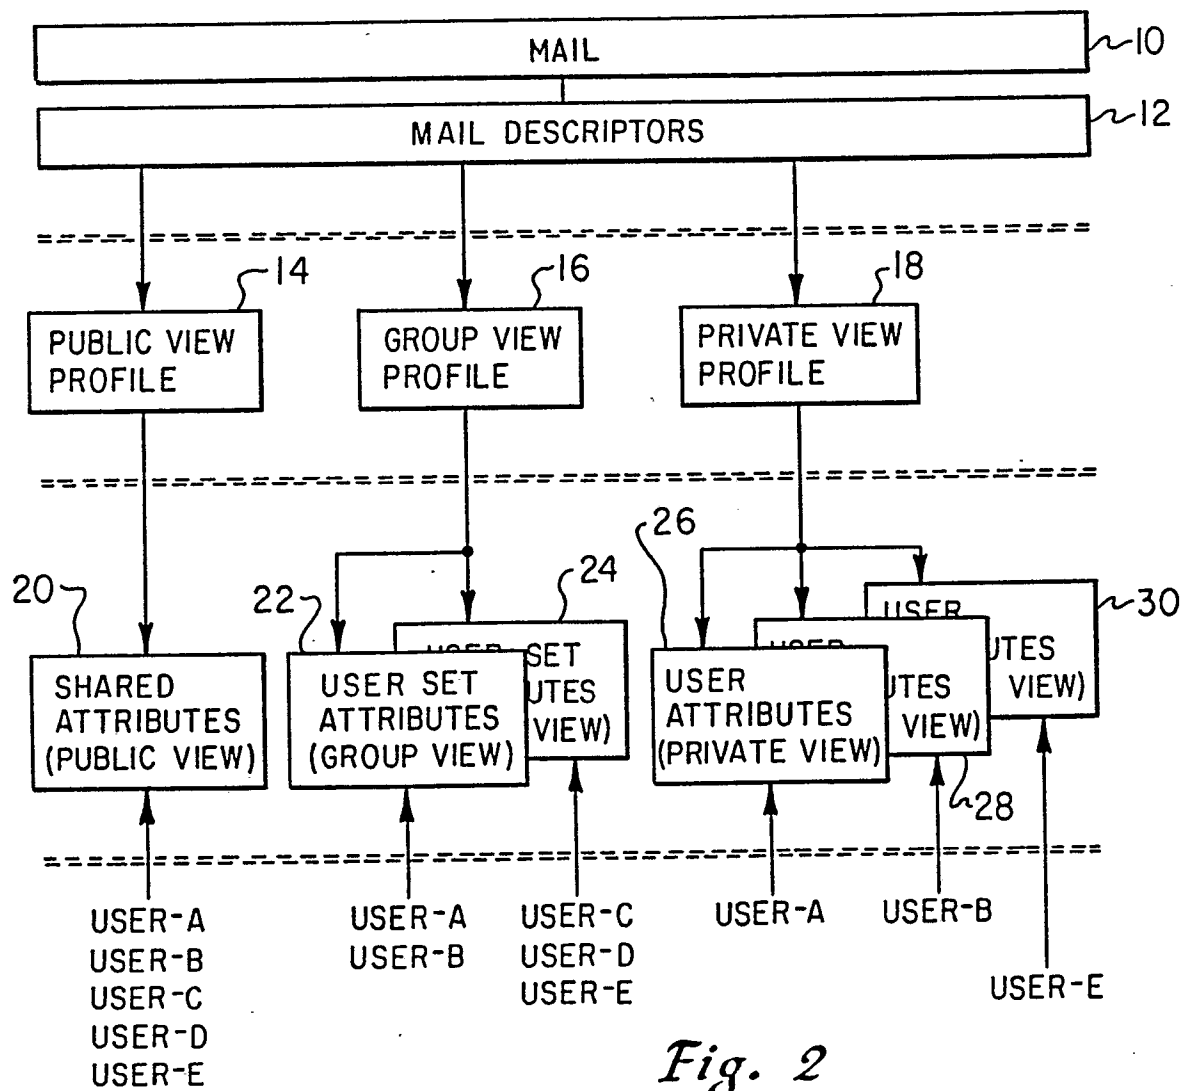 MAIL
10
MAIL DESCRIPTORS
12
14
16
18
PUBLIC VIEW
PROFILE
GROUP VIEW
PROFILE
PRIVATE VIEW
PROFILE
20
22
24
26
30
SHARED
ATTRIBUTES
(PUBLIC VIEW)
USER SET
ATTRIBUTES
(GROUP VIEW)
USER SET
UTES
VIEW)
USER
ATTRIBUTES
(PRIVATE VIEW)
USER
UTES
VIEW)
USER
UTES
VIEW)
28
USER-A
USER-B
USER-C
USER-D
USER-E
USER-A
USER-B
USER-C
USER-D
USER-E
USER-A
USER-B
USER-E
Fig. 2